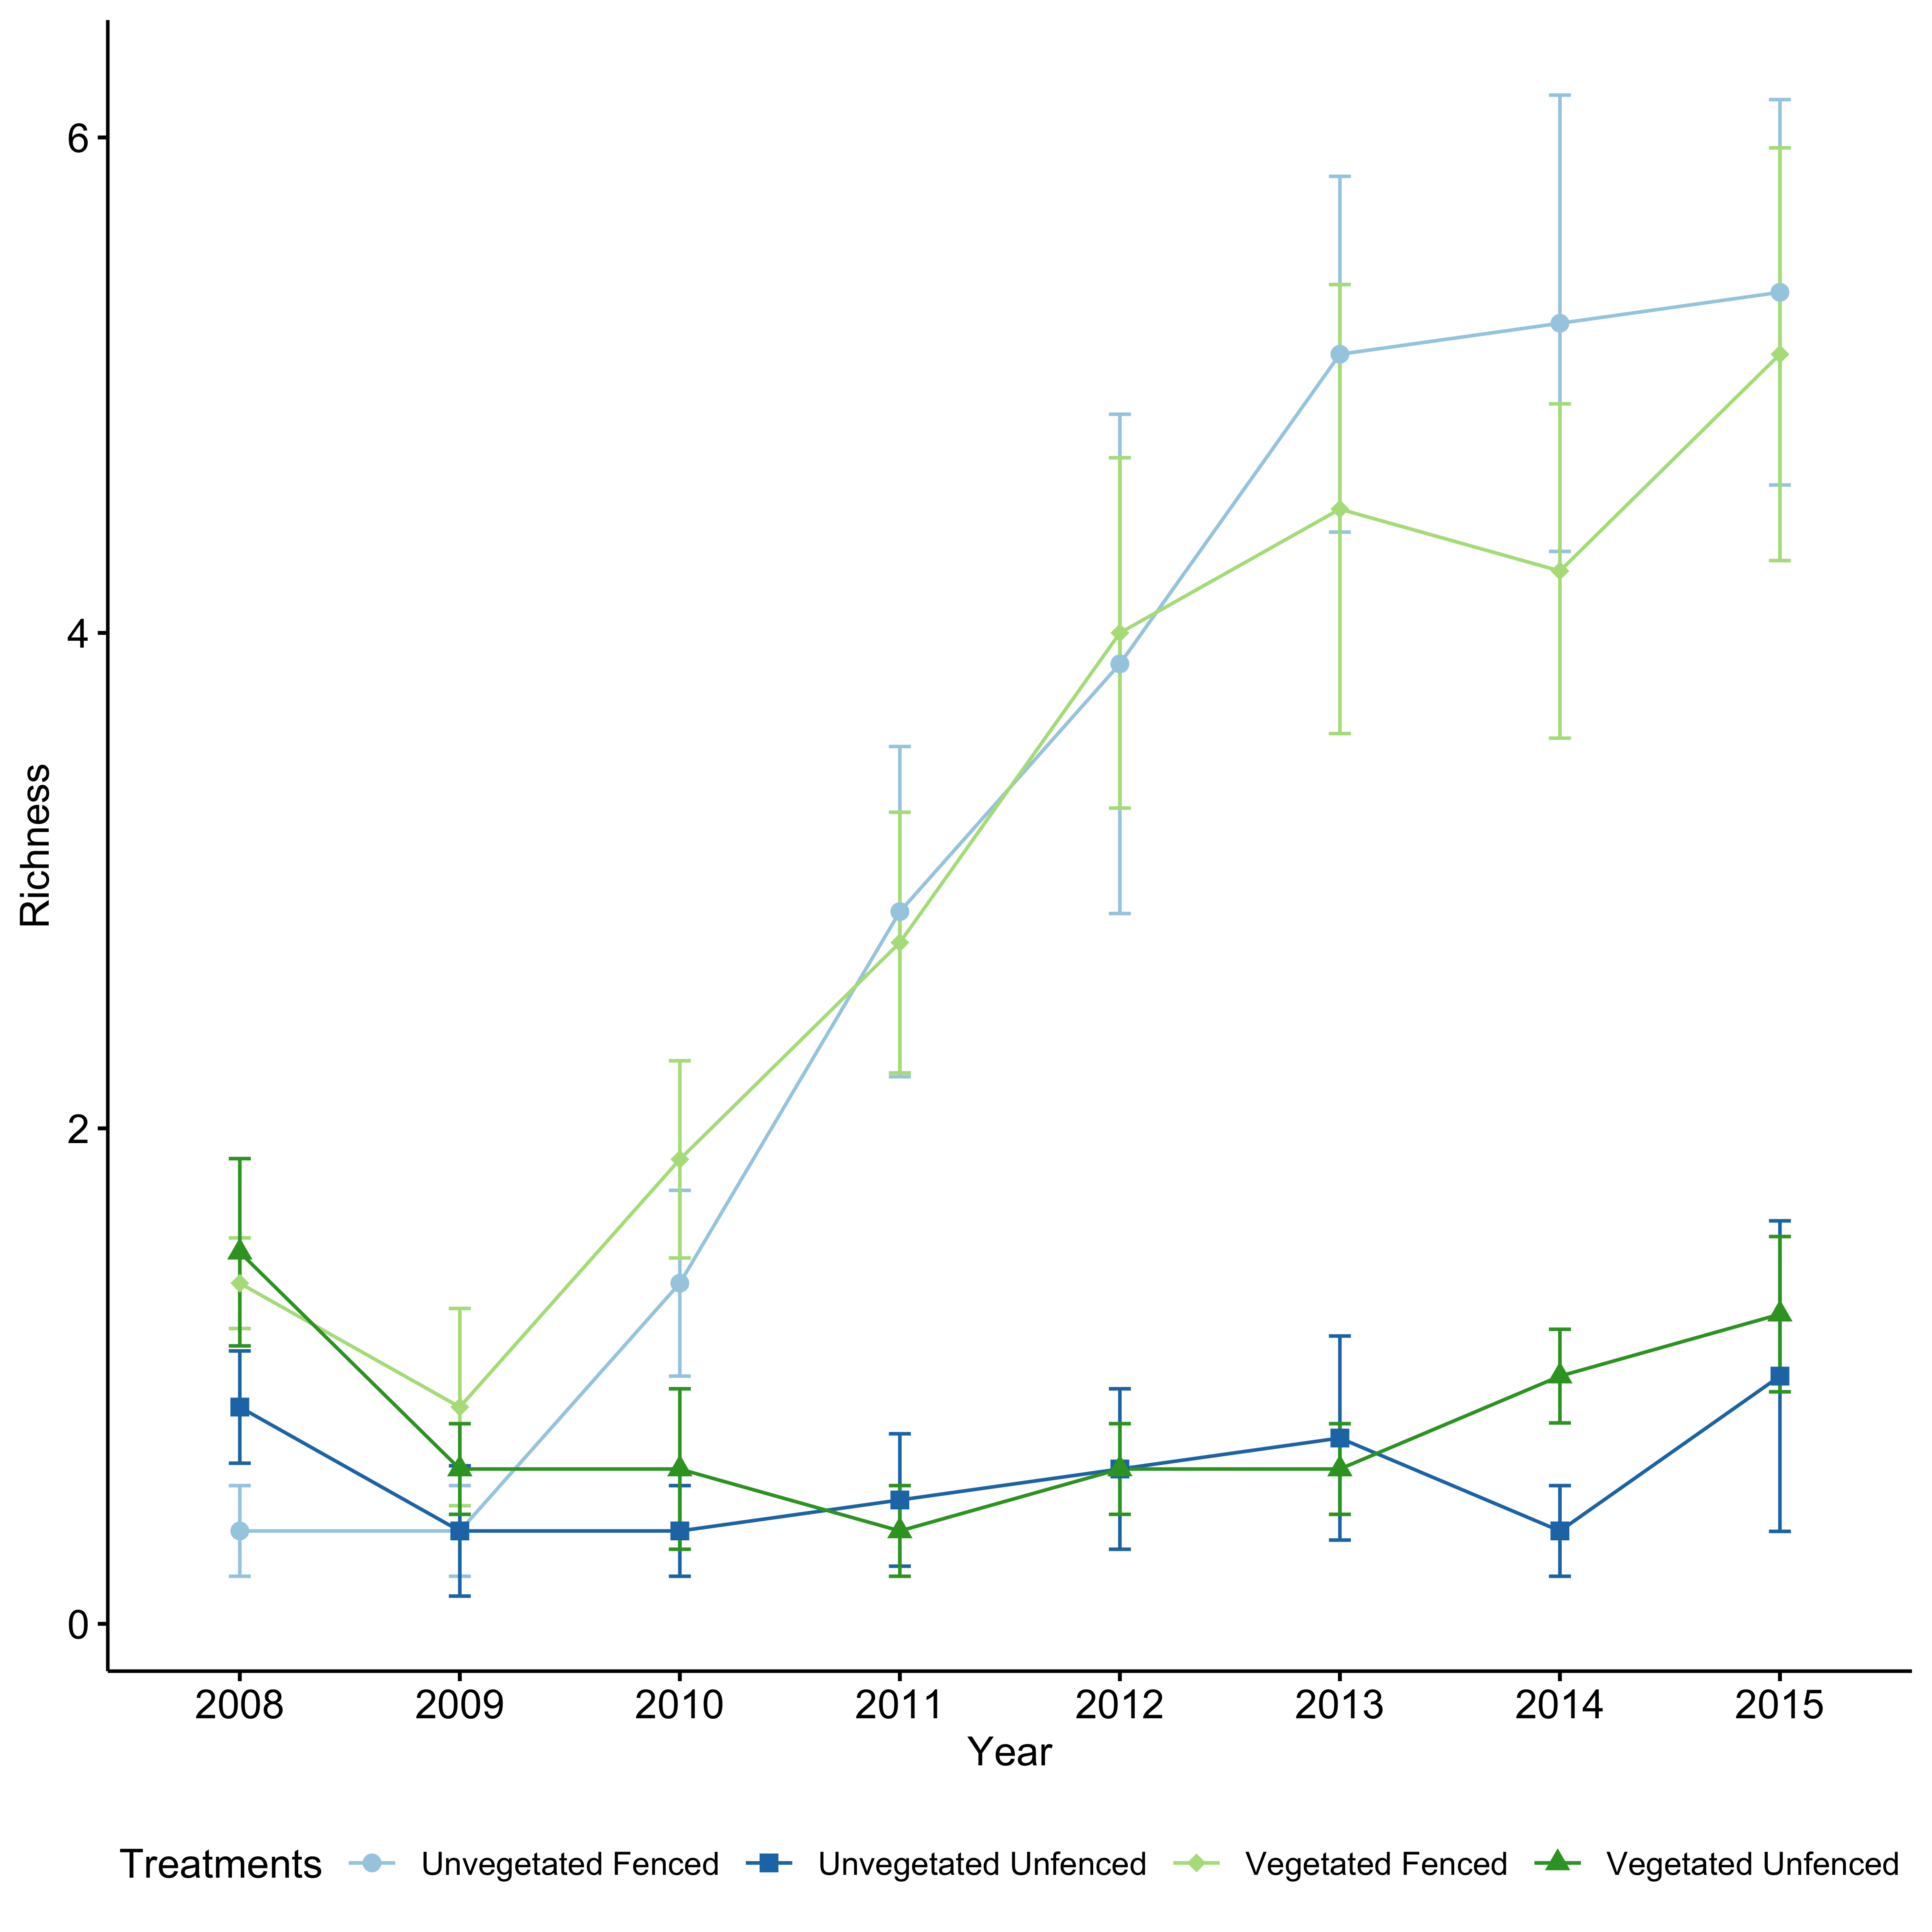 6
4
2
0
Richness
2008 2009 2010 2011 2012 2013 2014 2015
Year
Treatments Unvegetated Fenced Unvegetated Unfenced Vegetated Fenced Vegetated Unfenced